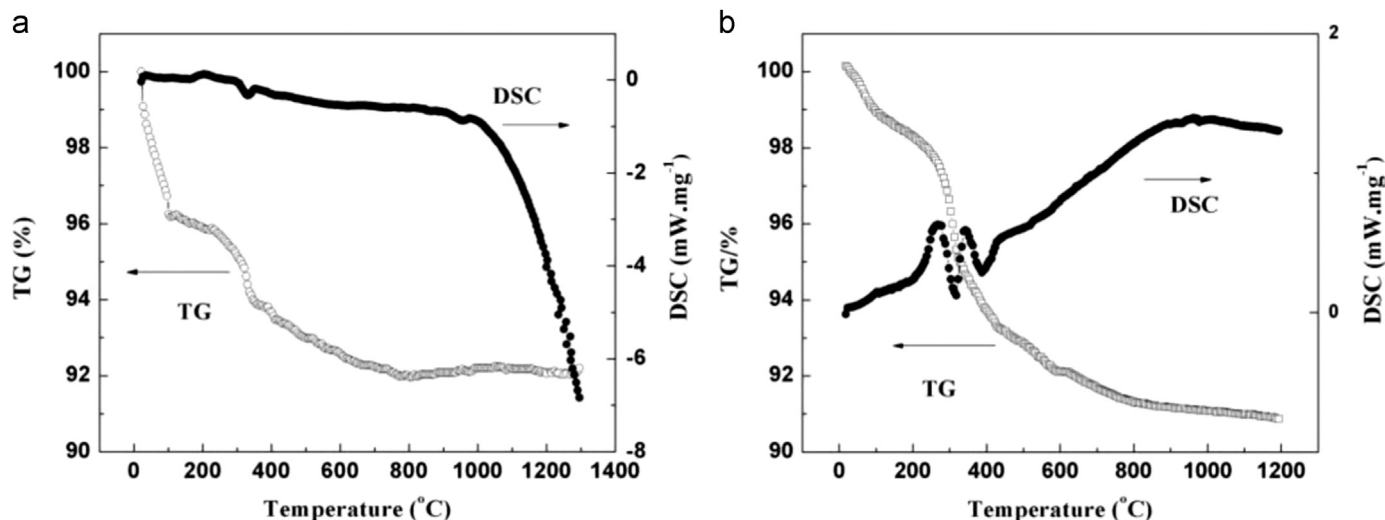 a
TG (%)
100
98
96
94
92
90
DSC
TG
0
-2
-4
-6
-8
DSC (mW.mg-1)
0 200 400 600 800 1000 1200 1400
Temperature (°C)
b
TG/%
100
98
96
94
92
90
DSC
TG
2
0
DSC (mW.mg-1)
0 200 400 600 800 1000 1200
Temperature (°C)